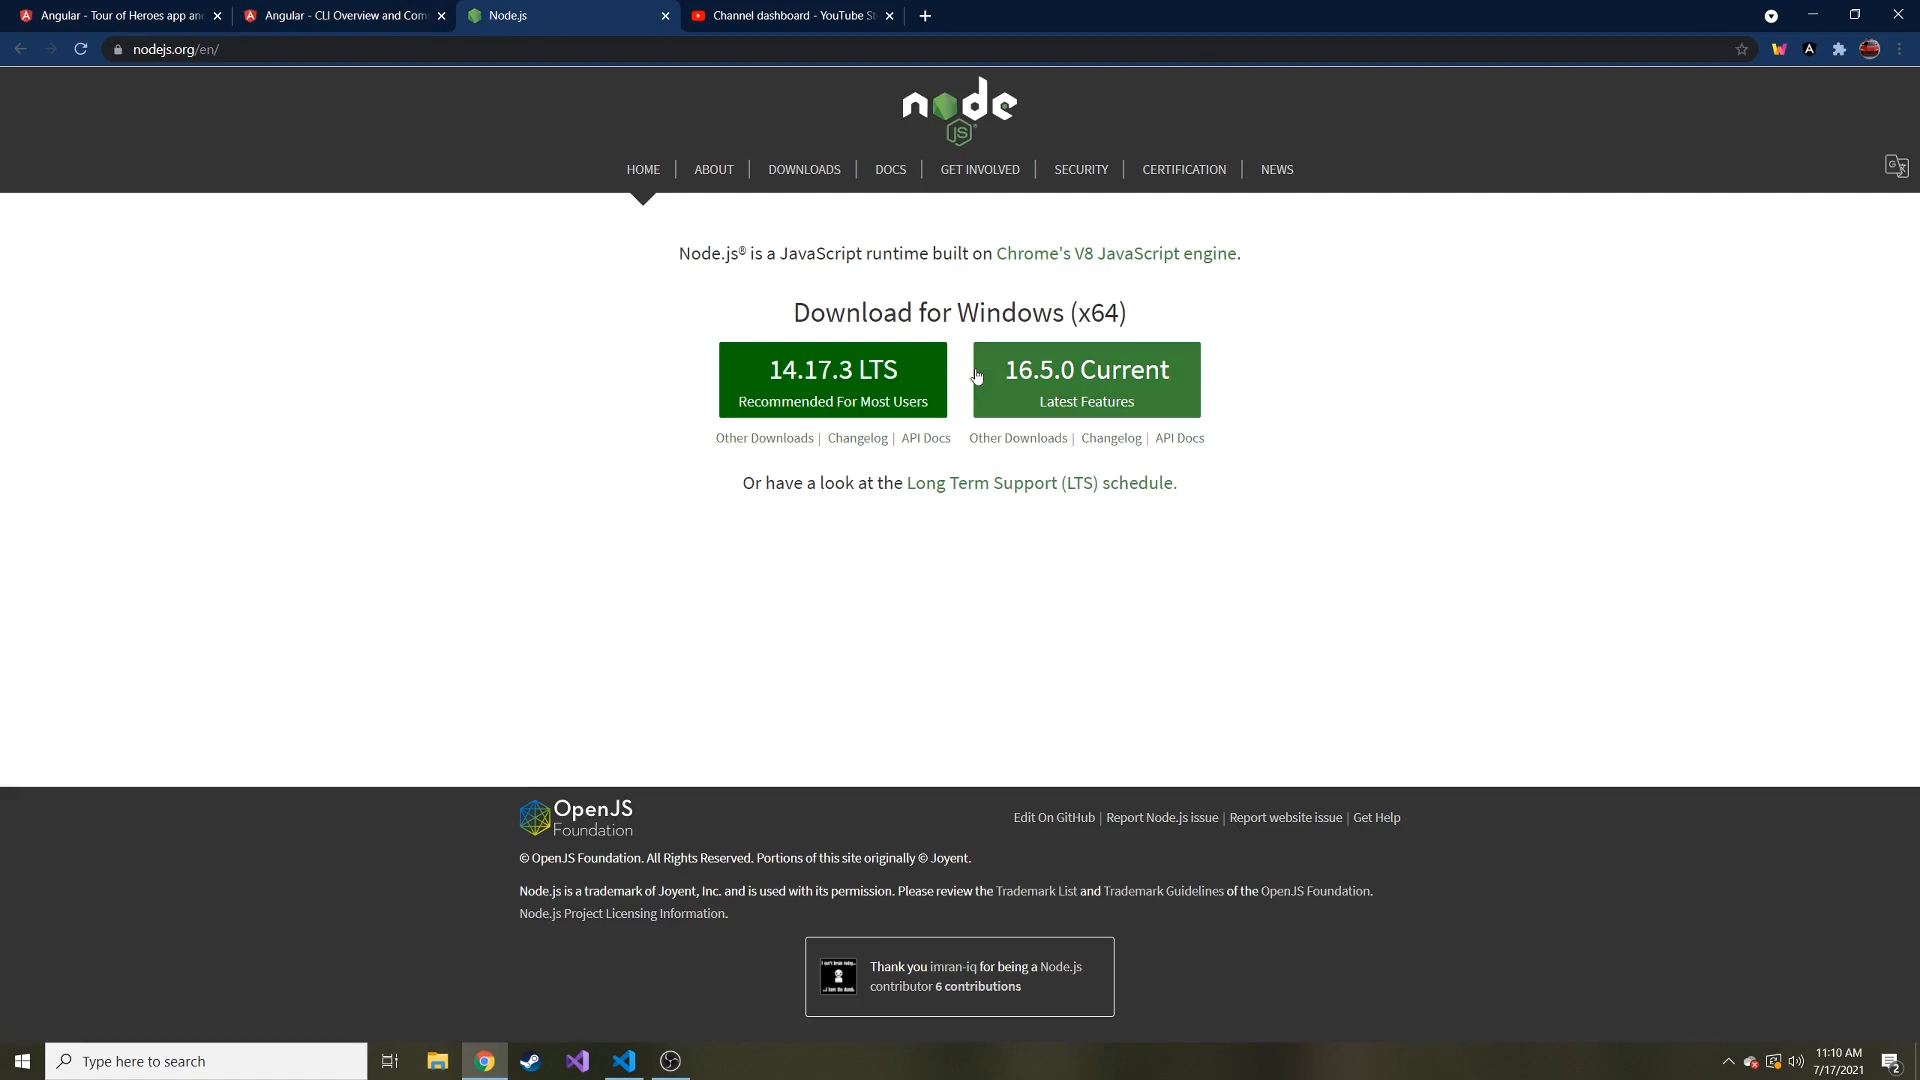 Angular - Tour of Heroes app an
Angular - CLI Overview and Com
Node.js
Channel dashboard - YouTube St
nodejs.org/en/
node
JS
HOME | ABOUT | DOWNLOADS | DOCS | GET INVOLVED | SECURITY | CERTIFICATION | NEWS
Node.js® is a JavaScript runtime built on Chrome's V8 JavaScript engine.
Download for Windows (x64)
14.17.3 LTS
Recommended For Most Users
16.5.0 Current
Latest Features
Other Downloads | Changelog | API Docs
Other Downloads | Changelog | API Docs
Or have a look at the Long Term Support (LTS) schedule.
OpenJS
Foundation
Edit On GitHub | Report Node.js issue | Report website issue | Get Help
© OpenJS Foundation. All Rights Reserved. Portions of this site originally © Joyent.
Node.js is a trademark of Joyent, Inc. and is used with its permission. Please review the Trademark List and Trademark Guidelines of the OpenJS Foundation.
Node.js Project Licensing Information.
Thank you imran-iq for being a Node.js
contributor 6 contributions
Type here to search
11:10 AM
7/17/2021
2